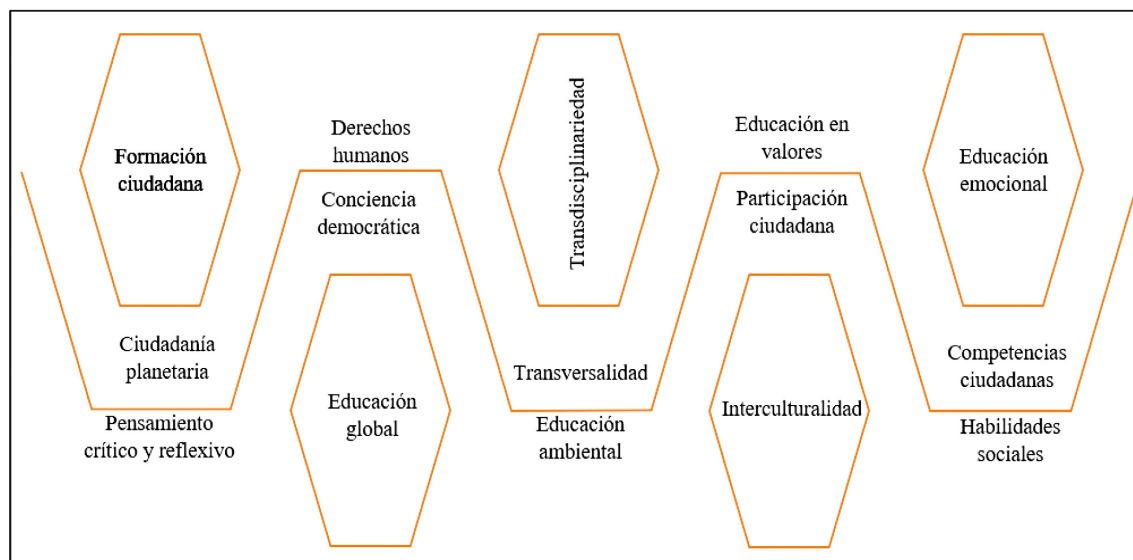 Formación
ciudadana
Ciudadanía
planetaria
Pensamiento
crítico y reflexivo
Derechos
humanos
Conciencia
democrática
Educación
global
Transdisciplinariedad
Transversalidad
Educación
ambiental
Educación en
valores
Participación
ciudadana
Interculturalidad
Educación
emocional
Competencias
ciudadanas
Habilidades
sociales